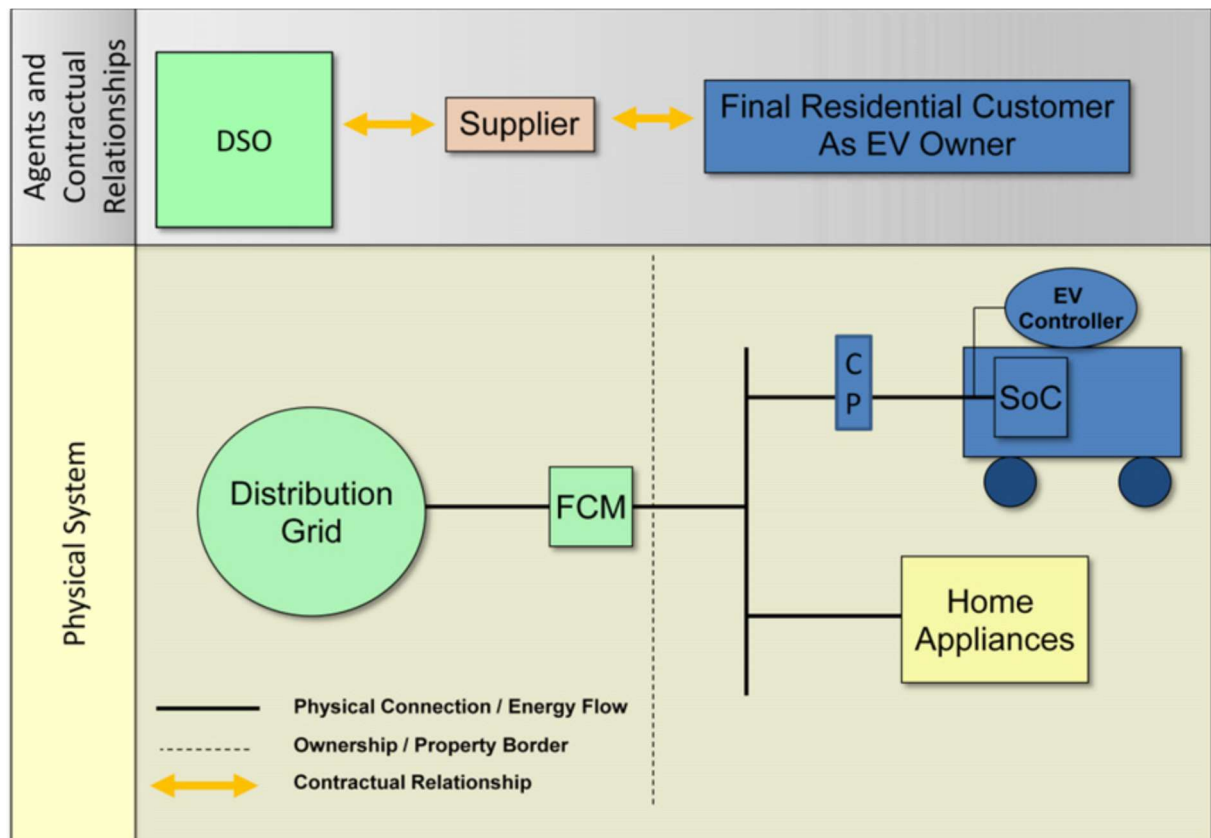 Agents and
Contractual
Relationships
DSO
Supplier
Final Residential Customer
As EV Owner
Physical System
Distribution
Grid
FCM
C
P
EV
Controller
SoC
Home
Appliances
Physical Connection / Energy Flow
Ownership / Property Border
Contractual Relationship